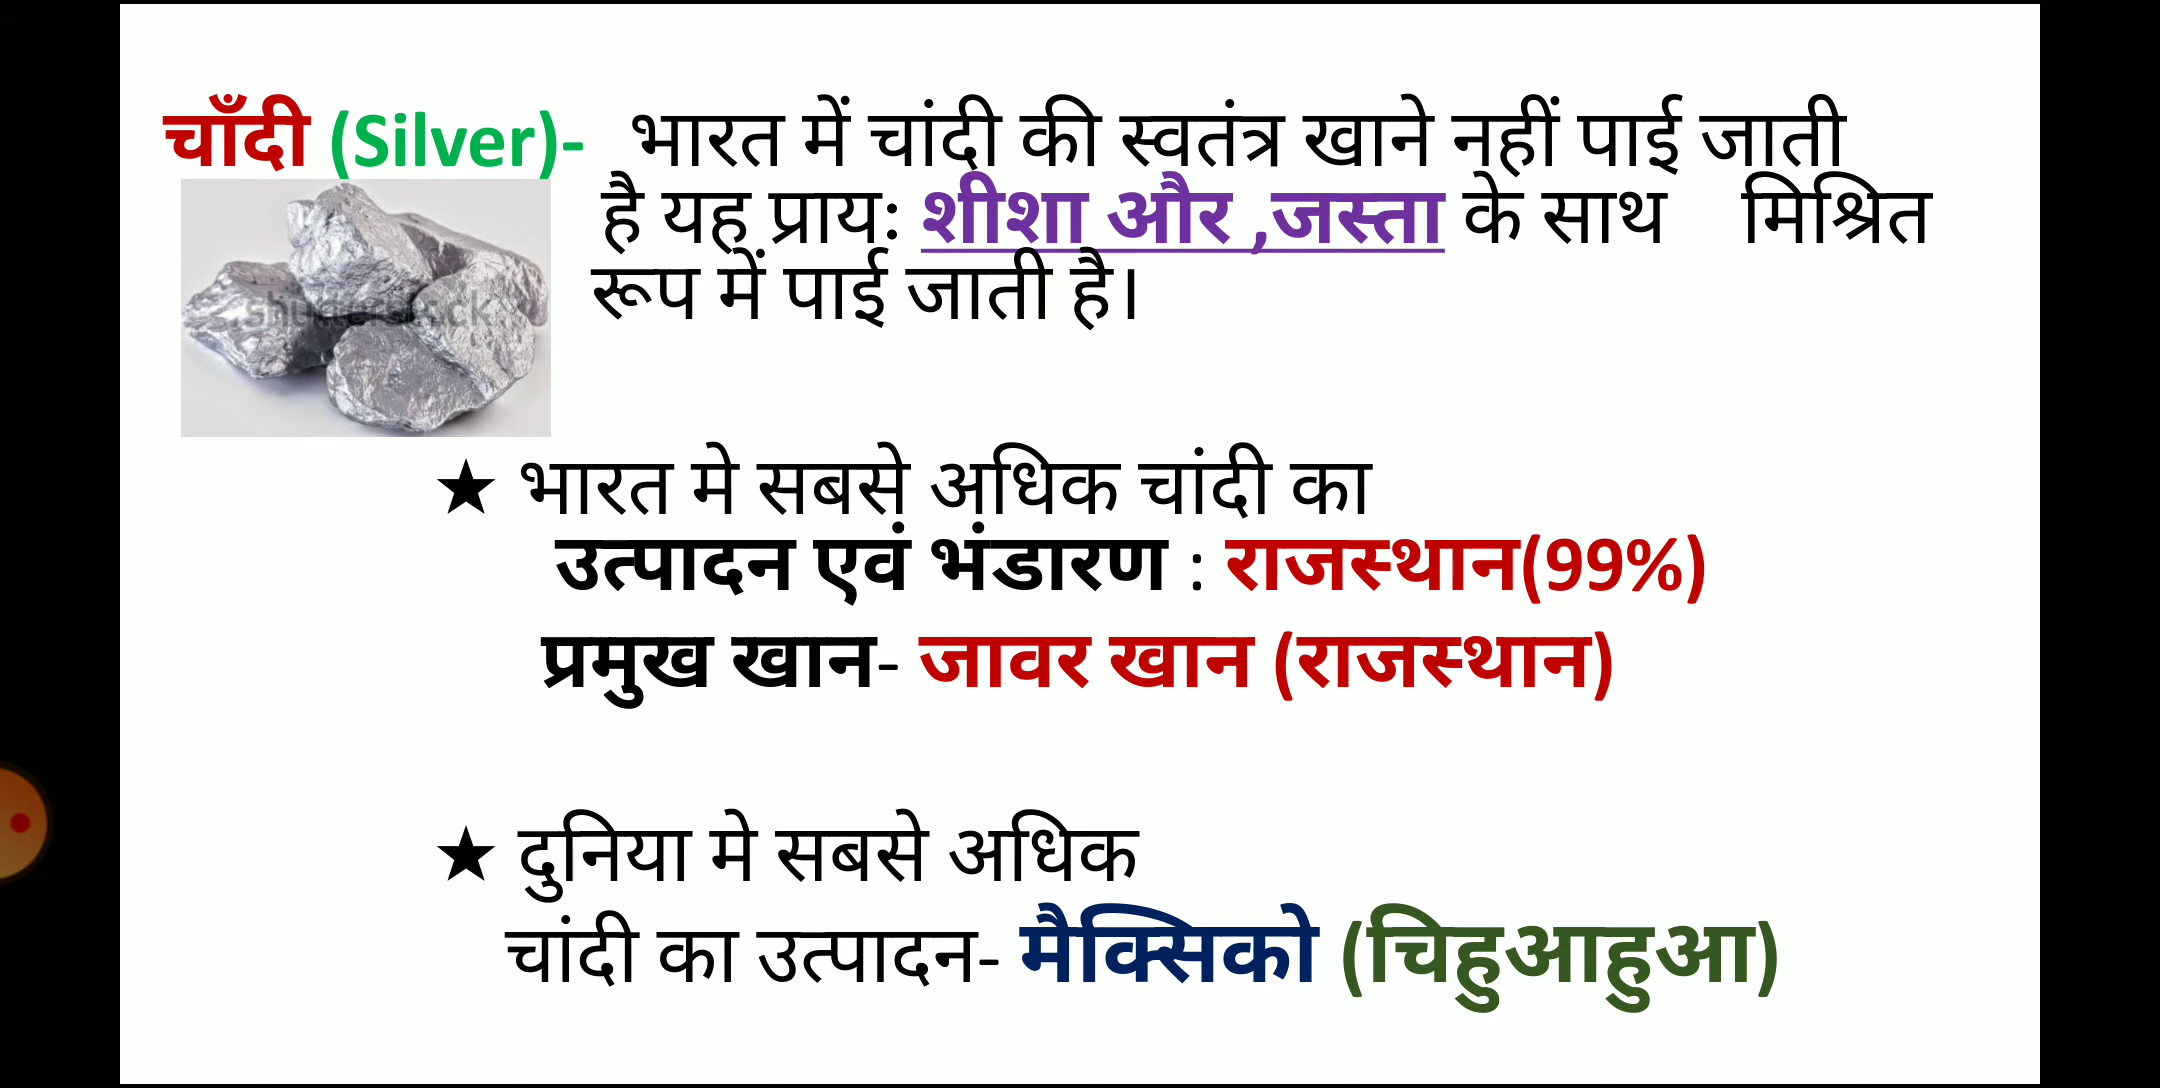 चाँदी (Silver)- भारत में चांदी की स्वतंत्र खाने नहीं पाई जाती
है यह प्रायः शीशा और ,जस्ता के साथ मिश्रित
रूप में पाई जाती है।
shutterstock
★ भारत मे सबसे अधिक चांदी का
उत्पादन एवं भंडारण : राजस्थान(99%)
प्रमुख खान- जावर खान (राजस्थान)
★ दुनिया मे सबसे अधिक
चांदी का उत्पादन- मैक्सिको (चिहुआहुआ)